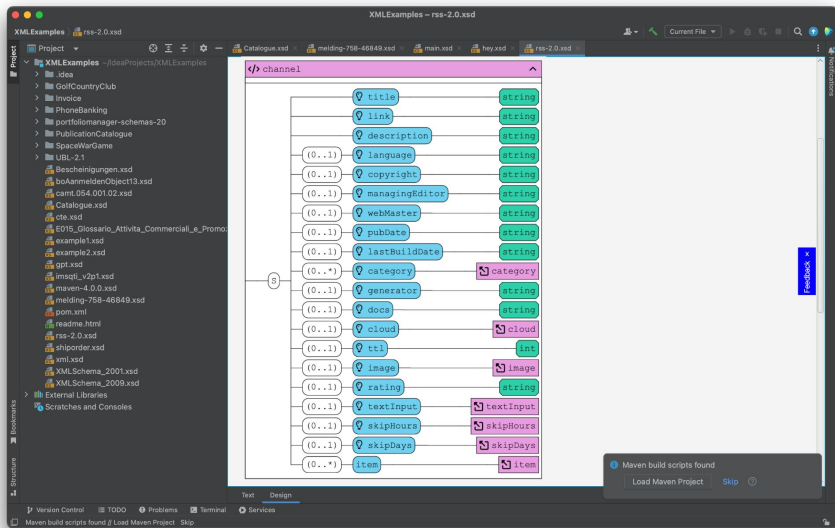 XMLExamples – rss-2.0.xsd
XMLExamples rss-2.0.xsd Current File
Project Catalogue.xsd melding-758-46849.xsd main.xsd hey.xsd rss-2.0.xsd
Project
Notifications
XMLExamples ~/IdeaProjects/XMLExamples
.idea
GolfCountryClub
Invoice
PhoneBanking
portfoliomanager-schemas-20
PublicationCatalogue
SpaceWarGame
UBL-2.1
Bescheinigungen.xsd
boAanmeldenObject13.xsd
camt.054.001.02.xsd
Catalogue.xsd
cte.xsd
E015_Glossario_Attivita_Commerciali_e_Promo
example1.xsd
example2.xsd
gpt.xsd
imsqti_v2p1.xsd
maven-4.0.0.xsd
melding-758-46849.xsd
pom.xml
readme.html
rss-2.0.xsd
shiporder.xsd
xml.xsd
XMLSchema_2001.xsd
XMLSchema_2009.xsd
External Libraries
Scratches and Consoles
Bookmarks
Structure
</> channel
S
title string
link string
description string
(0..1) language string
(0..1) copyright string
(0..1) managingEditor string
(0..1) webMaster string
(0..1) pubDate string
(0..1) lastBuildDate string
(0..*) category category
(0..1) generator string
(0..1) docs string
(0..1) cloud cloud
(0..1) ttl int
(0..1) image image
(0..1) rating string
(0..1) textInput textInput
(0..1) skipHours skipHours
(0..1) skipDays skipDays
(0..*) item item
Feedback ×
Maven build scripts found
Load Maven Project Skip
Text Design
Version Control TODO Problems Terminal Services
Maven build scripts found // Load Maven Project Skip